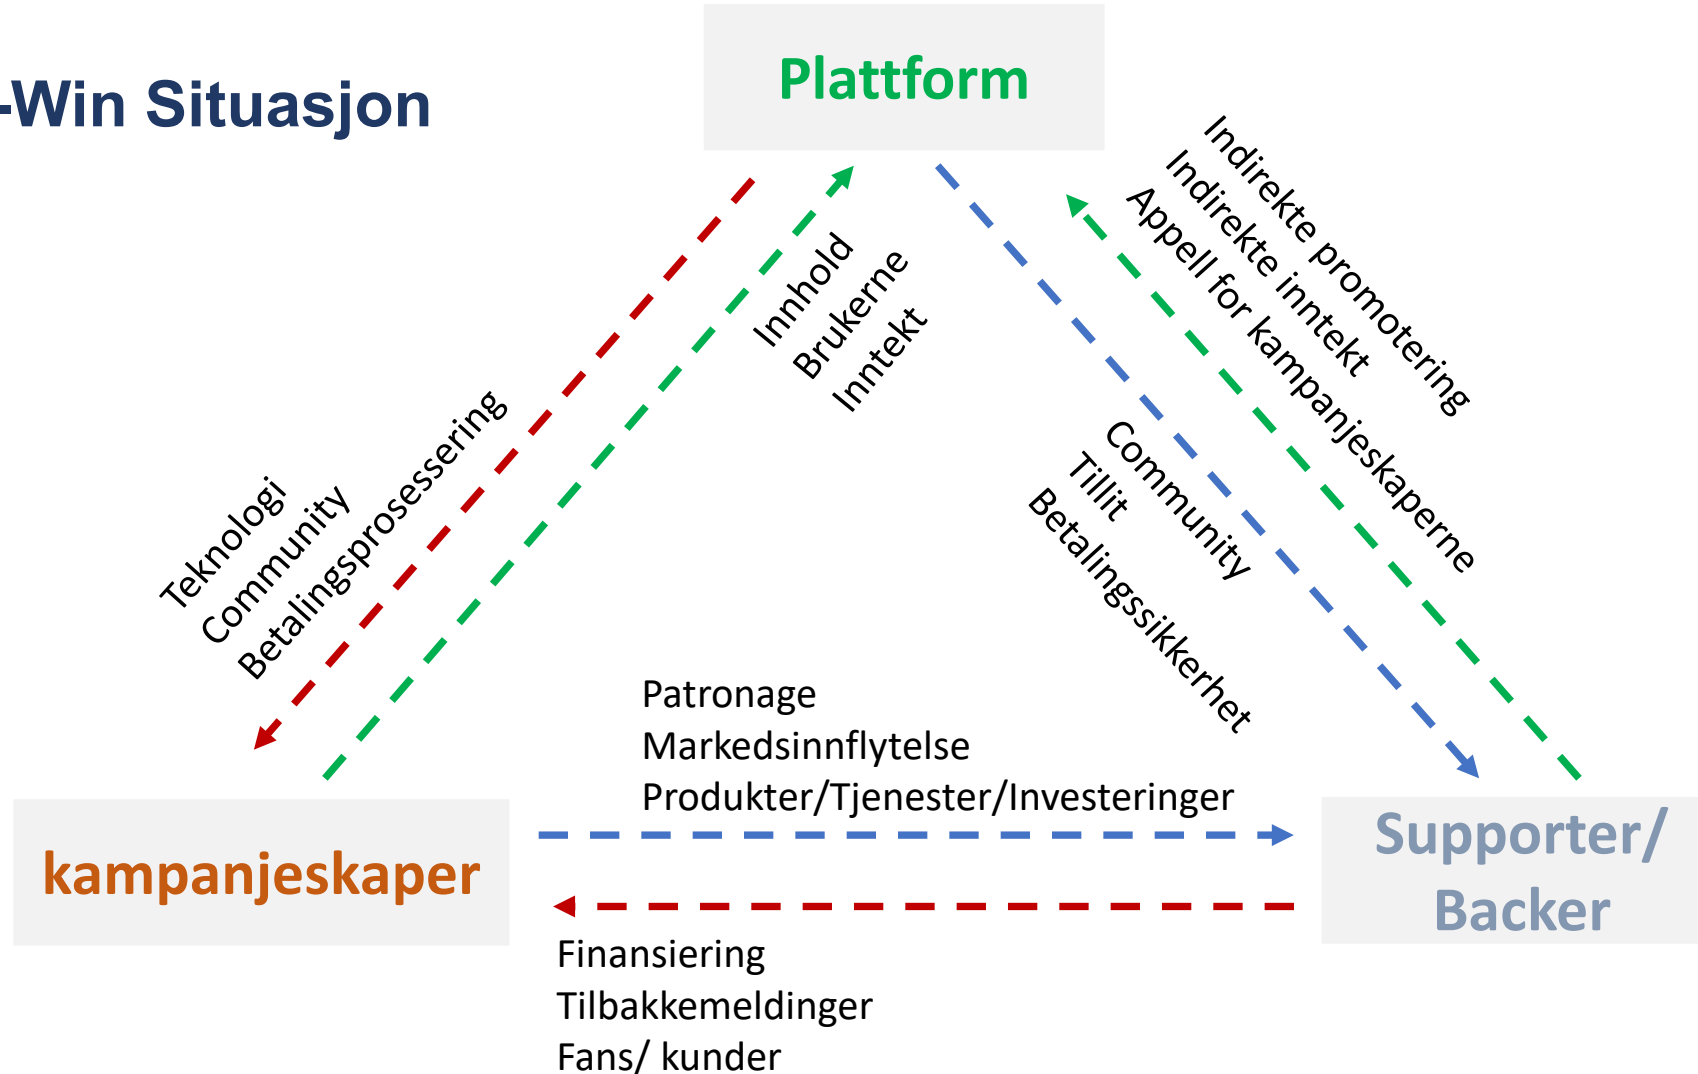 -Win Situasjon
Plattform
Indirekte promotering
Indirekte inntekt
Appell for kampanjeskaperne
Innhold
Brukerne
Inntekt
Teknologi
Community
Betalingsprosessering
Community
Tillit
Betalingssikkerhet
Patronage
Markedsinnflytelse
Produkter/Tjenester/Investeringer
kampanjeskaper
Supporter/
Backer
Finansiering
Tilbakkemeldinger
Fans/ kunder